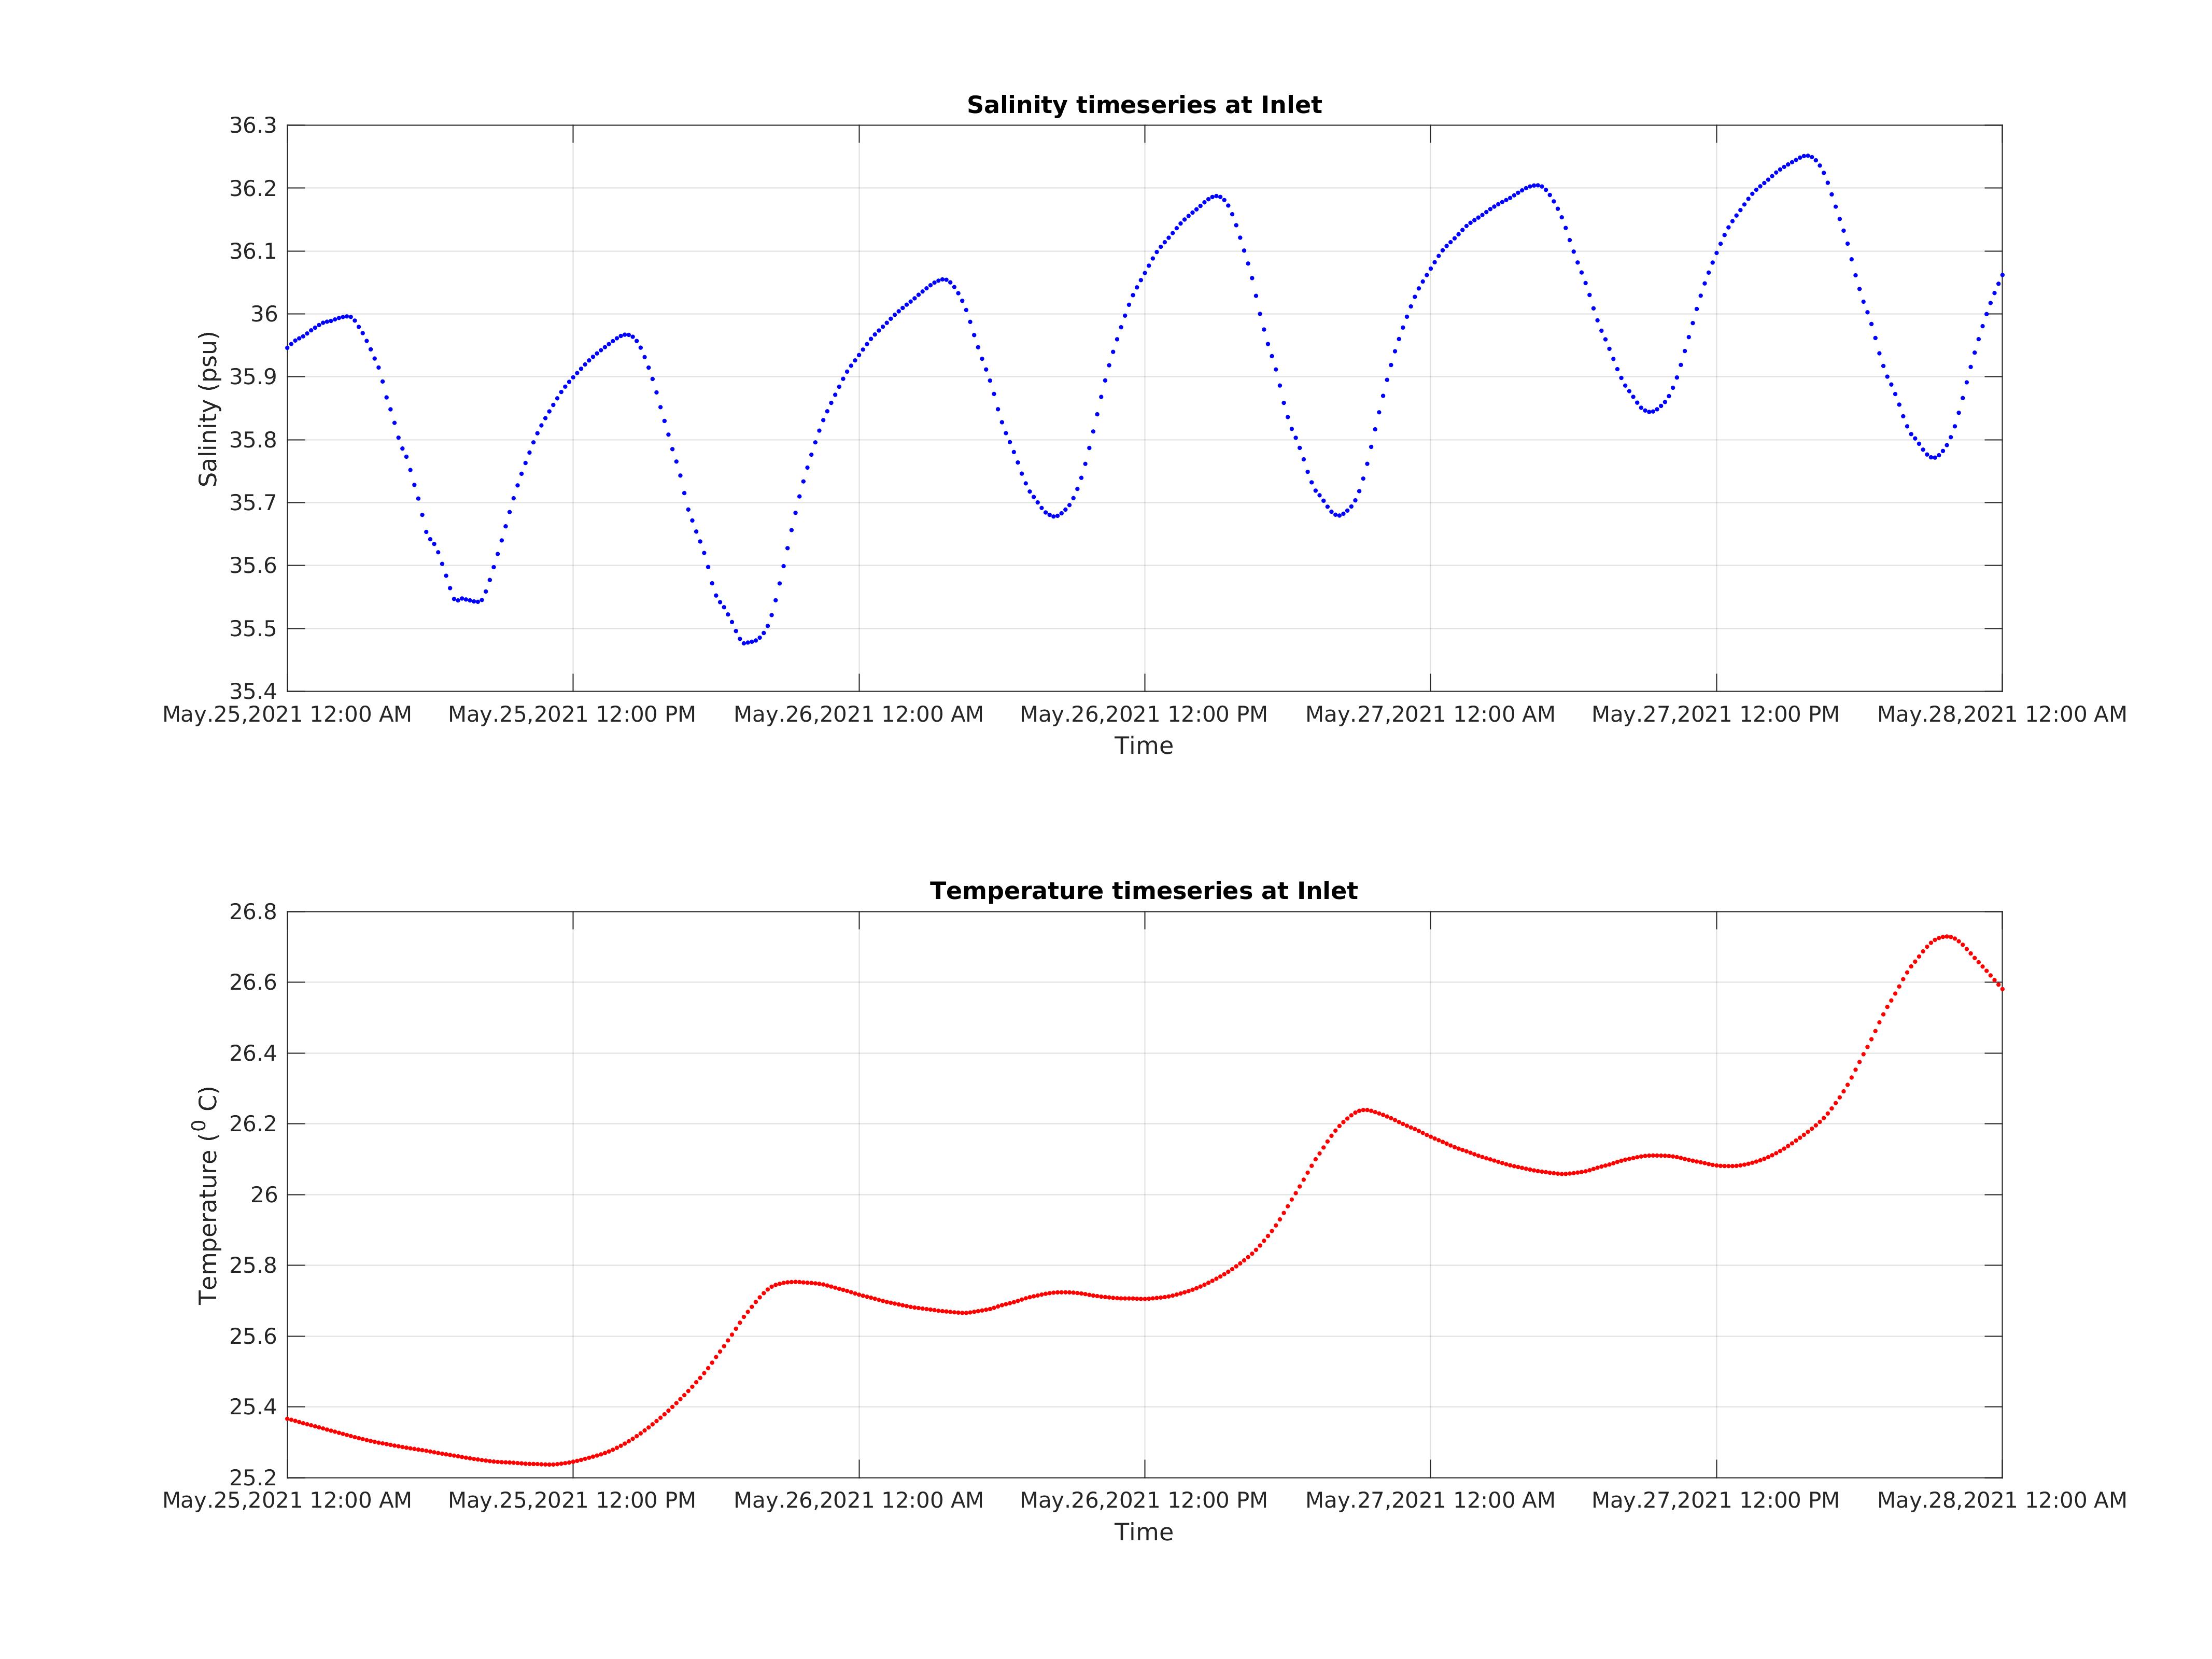 Salinity timeseries at Inlet
36.3
36.2
36.1
36
35.9
35.8
35.7
35.6
35.5
35.4
Salinity (psu)
May.25,2021 12:00 AM May.25,2021 12:00 PM May.26,2021 12:00 AM May.26,2021 12:00 PM May.27,2021 12:00 AM May.27,2021 12:00 PM May.28,2021 12:00 AM
Time
Temperature timeseries at Inlet
26.8
26.6
26.4
26.2
26
25.8
25.6
25.4
25.2
Temperature (⁰ C)
May.25,2021 12:00 AM May.25,2021 12:00 PM May.26,2021 12:00 AM May.26,2021 12:00 PM May.27,2021 12:00 AM May.27,2021 12:00 PM May.28,2021 12:00 AM
Time